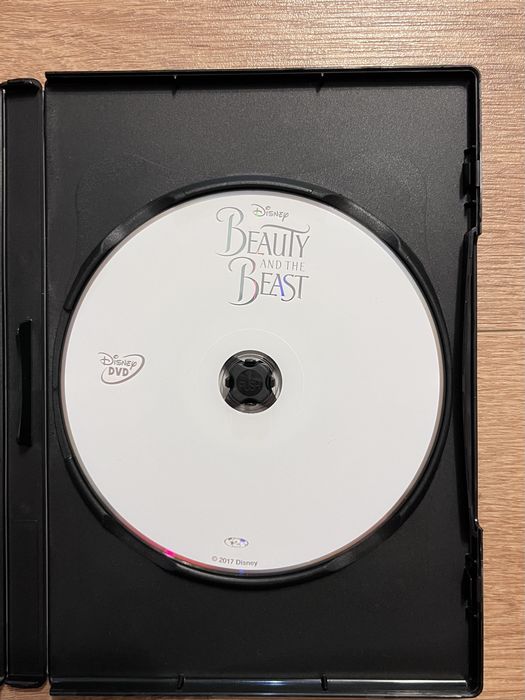 Disney
BEAUTY
AND THE
BEAST
Disney
DVD
© 2017 Disney